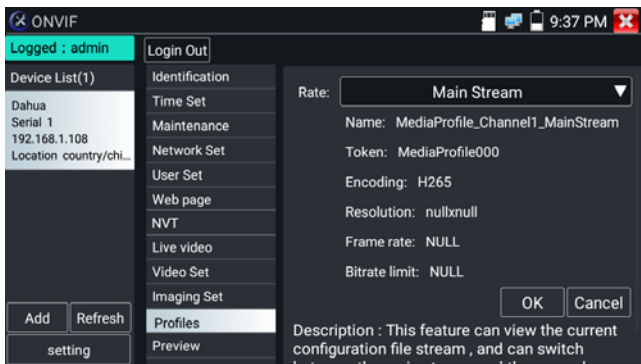 ONVIF
9:37 PM
Logged : admin
Login Out
Device List(1)
Dahua
Serial 1
192.168.1.108
Location country/chi...
Add
Refresh
setting
Identification
Time Set
Maintenance
Network Set
User Set
Web page
NVT
Live video
Video Set
Imaging Set
Profiles
Preview
Rate:
Main Stream
Name: MediaProfile_Channel1_MainStream
Token: MediaProfile000
Encoding: H265
Resolution: nullxnull
Frame rate: NULL
Bitrate limit: NULL
OK
Cancel
Description : This feature can view the current
configuration file stream , and can switch